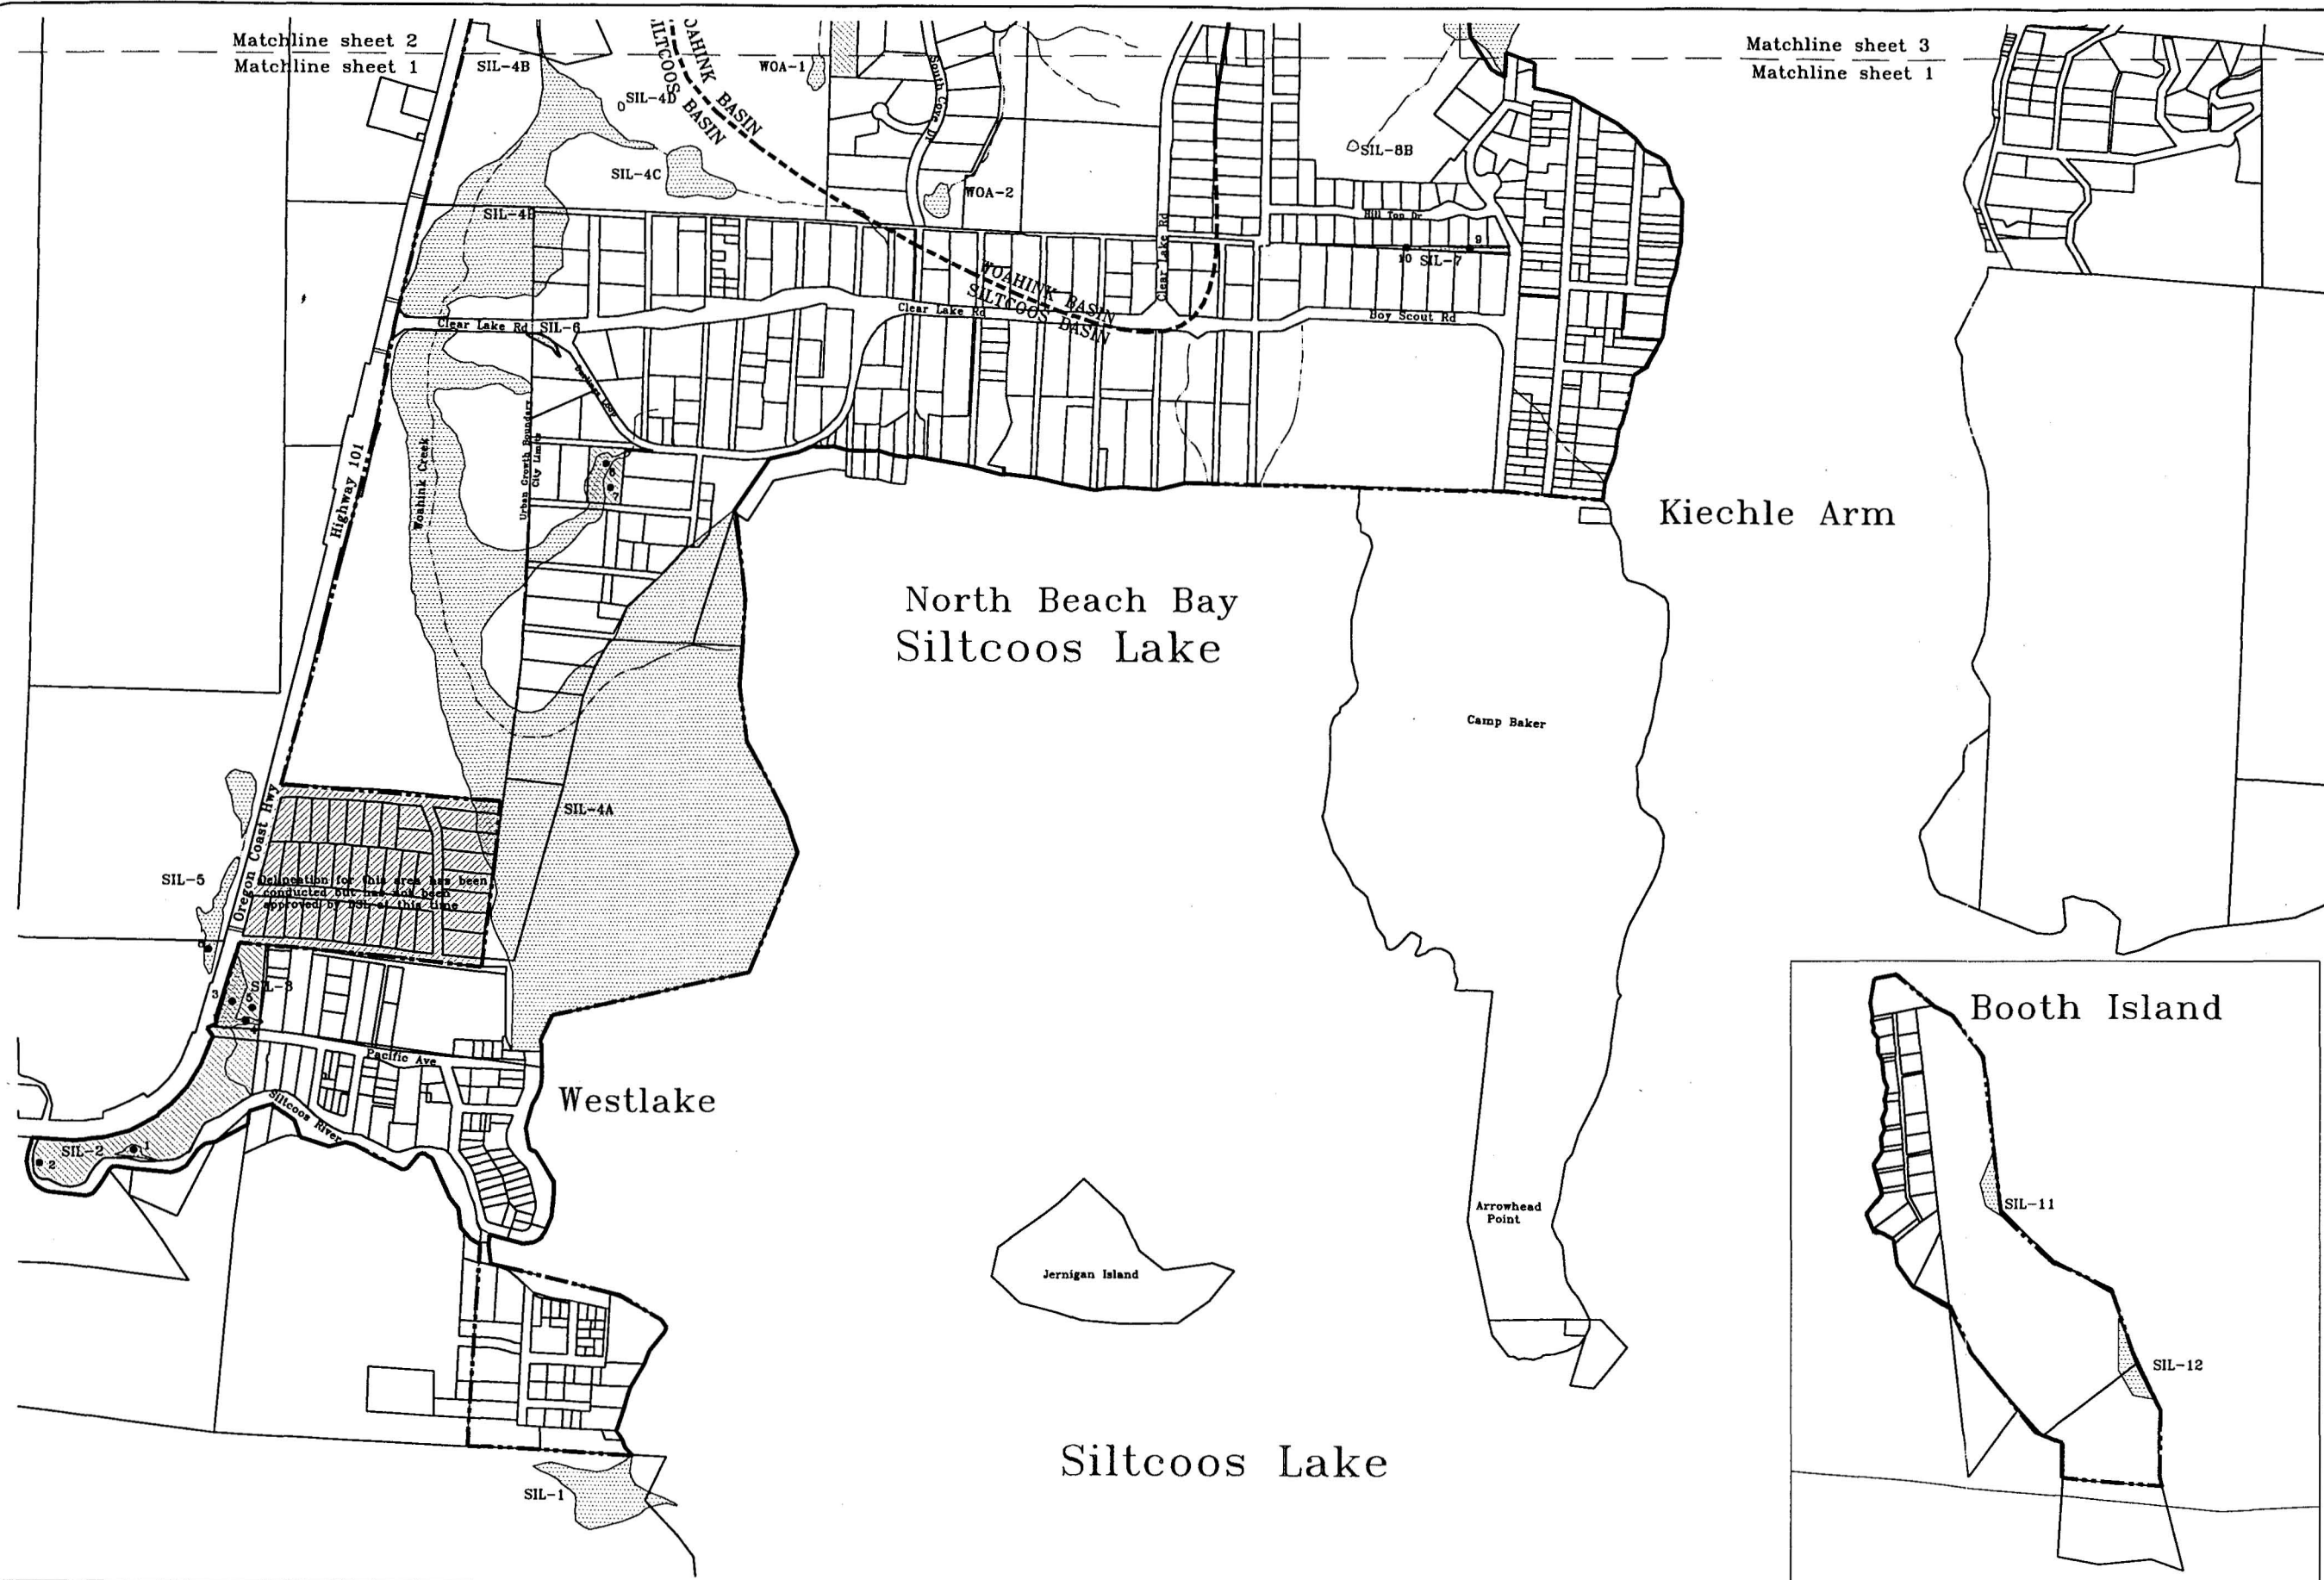 Matchline sheet 2
Matchline sheet 1
Matchline sheet 3
Matchline sheet 1
SIL-4B
SIL-4D
WOA-1
WOAHINK BASIN
SILTCOOS BASIN
South Cove Dr
SIL-8B
SIL-4C
WOA-2
SIL-4B
Hill Top Dr
9
10 SIL-7
Clear Lake Rd
WOAHINK BASIN
SILTCOOS BASIN
Clear Lake Rd SIL-6
Clear Lake Rd
Boy Scout Rd
Highway 101
Woahink Creek
Urban Growth Boundary
City Limits
7
Kiechle Arm
North Beach Bay
Siltcoos Lake
Camp Baker
SIL-4A
Oregon Coast Hwy
SIL-5
Delineation for this area has been
conducted but has not been
approved by DSL at this time
6
SIL-3
3
5
4
Pacific Ave
Siltcoos River
Westlake
SIL-2
1
2
Booth Island
SIL-11
SIL-12
Arrowhead
Point
Jernigan Island
Siltcoos Lake
SIL-1